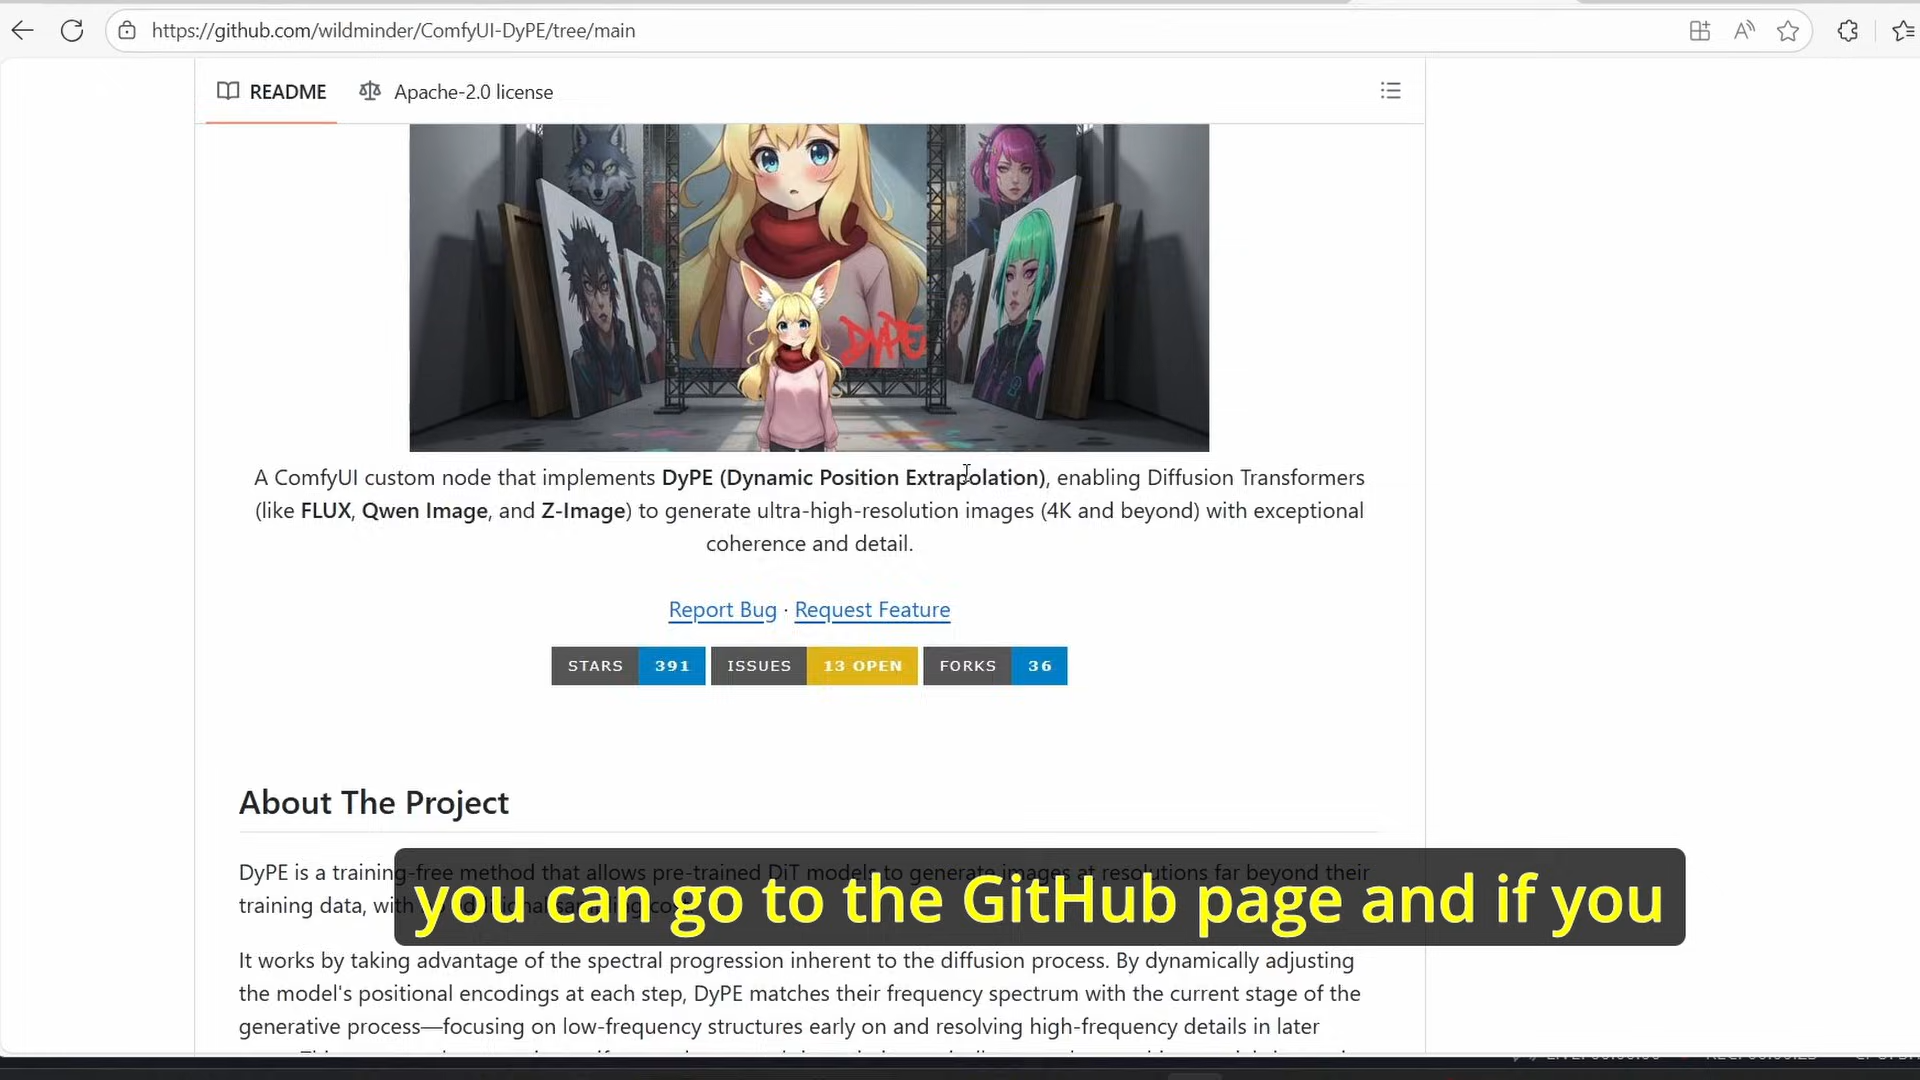 https://github.com/wildminder/ComfyUI-DyPE/tree/main
README
Apache-2.0 license
DyPE
A ComfyUI custom node that implements DyPE (Dynamic Position Extrapolation), enabling Diffusion Transformers
(like FLUX, Qwen Image, and Z-Image) to generate ultra-high-resolution images (4K and beyond) with exceptional
coherence and detail.
Report Bug · Request Feature
STARS 391 ISSUES 13 OPEN FORKS 36
About The Project
DyPE is a training-free method that allows pre-trained DiT models to generate images at resolutions far beyond their
training data, with
you can go to the GitHub page and if you
It works by taking advantage of the spectral progression inherent to the diffusion process. By dynamically adjusting
the model's positional encodings at each step, DyPE matches their frequency spectrum with the current stage of the
generative process—focusing on low-frequency structures early on and resolving high-frequency details in later